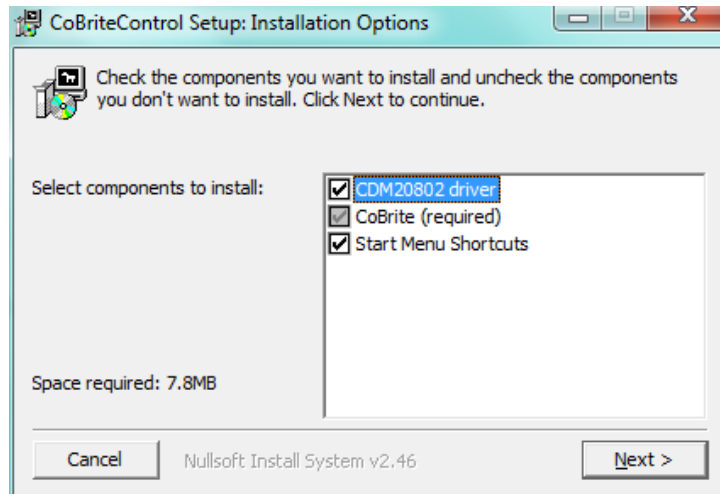 CoBriteControl Setup: Installation Options
Check the components you want to install and uncheck the components
you don't want to install. Click Next to continue.
Select components to install:
CDM20802 driver
CoBrite (required)
Start Menu Shortcuts
Space required: 7.8MB
Cancel
Nullsoft Install System v2.46
Next >